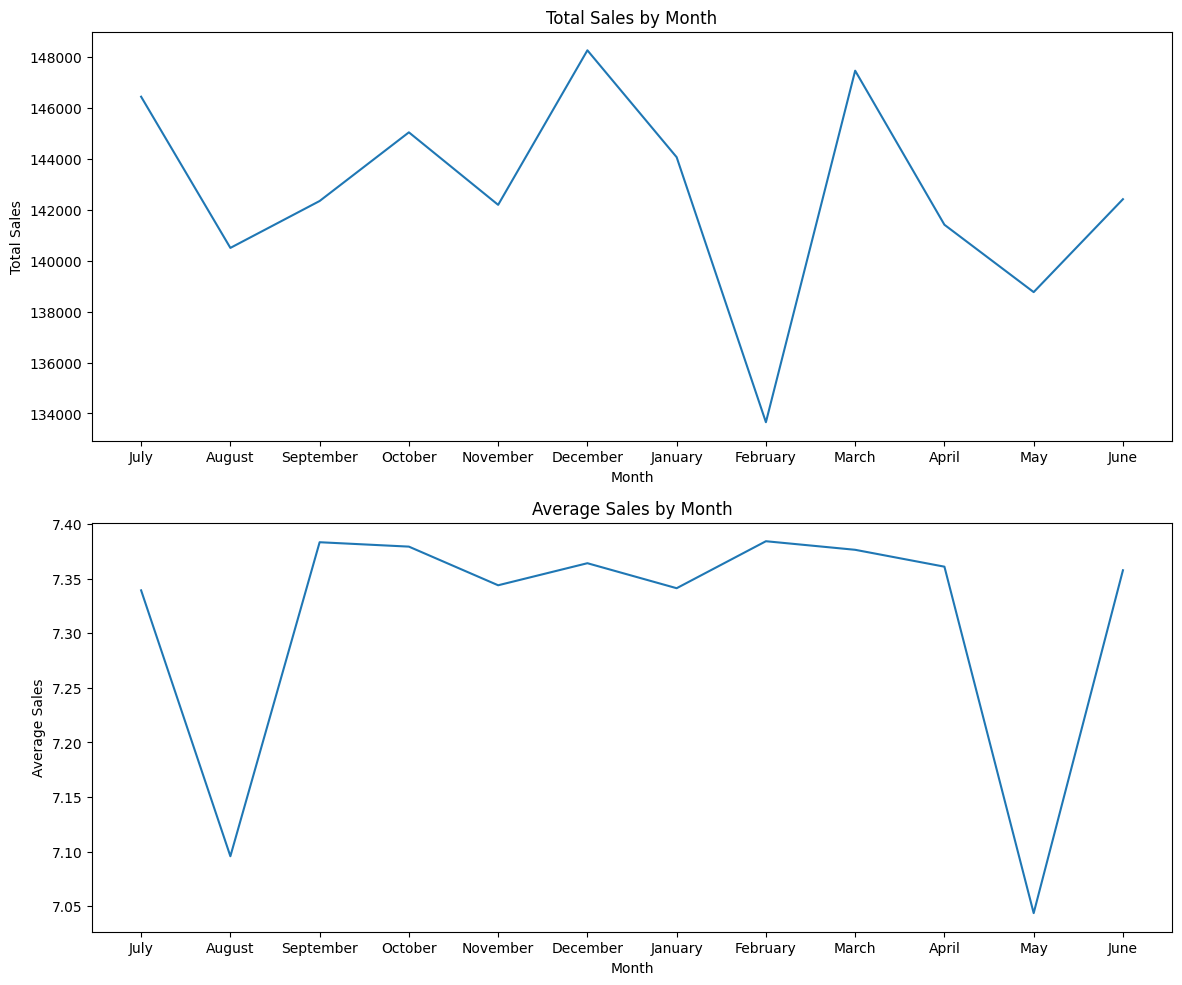 Total Sales by Month
Total Sales
148000
146000
144000
142000
140000
138000
136000
134000
July August September October November December January February March April May June
Month
Average Sales by Month
Average Sales
7.40
7.35
7.30
7.25
7.20
7.15
7.10
7.05
July August September October November December January February March April May June
Month